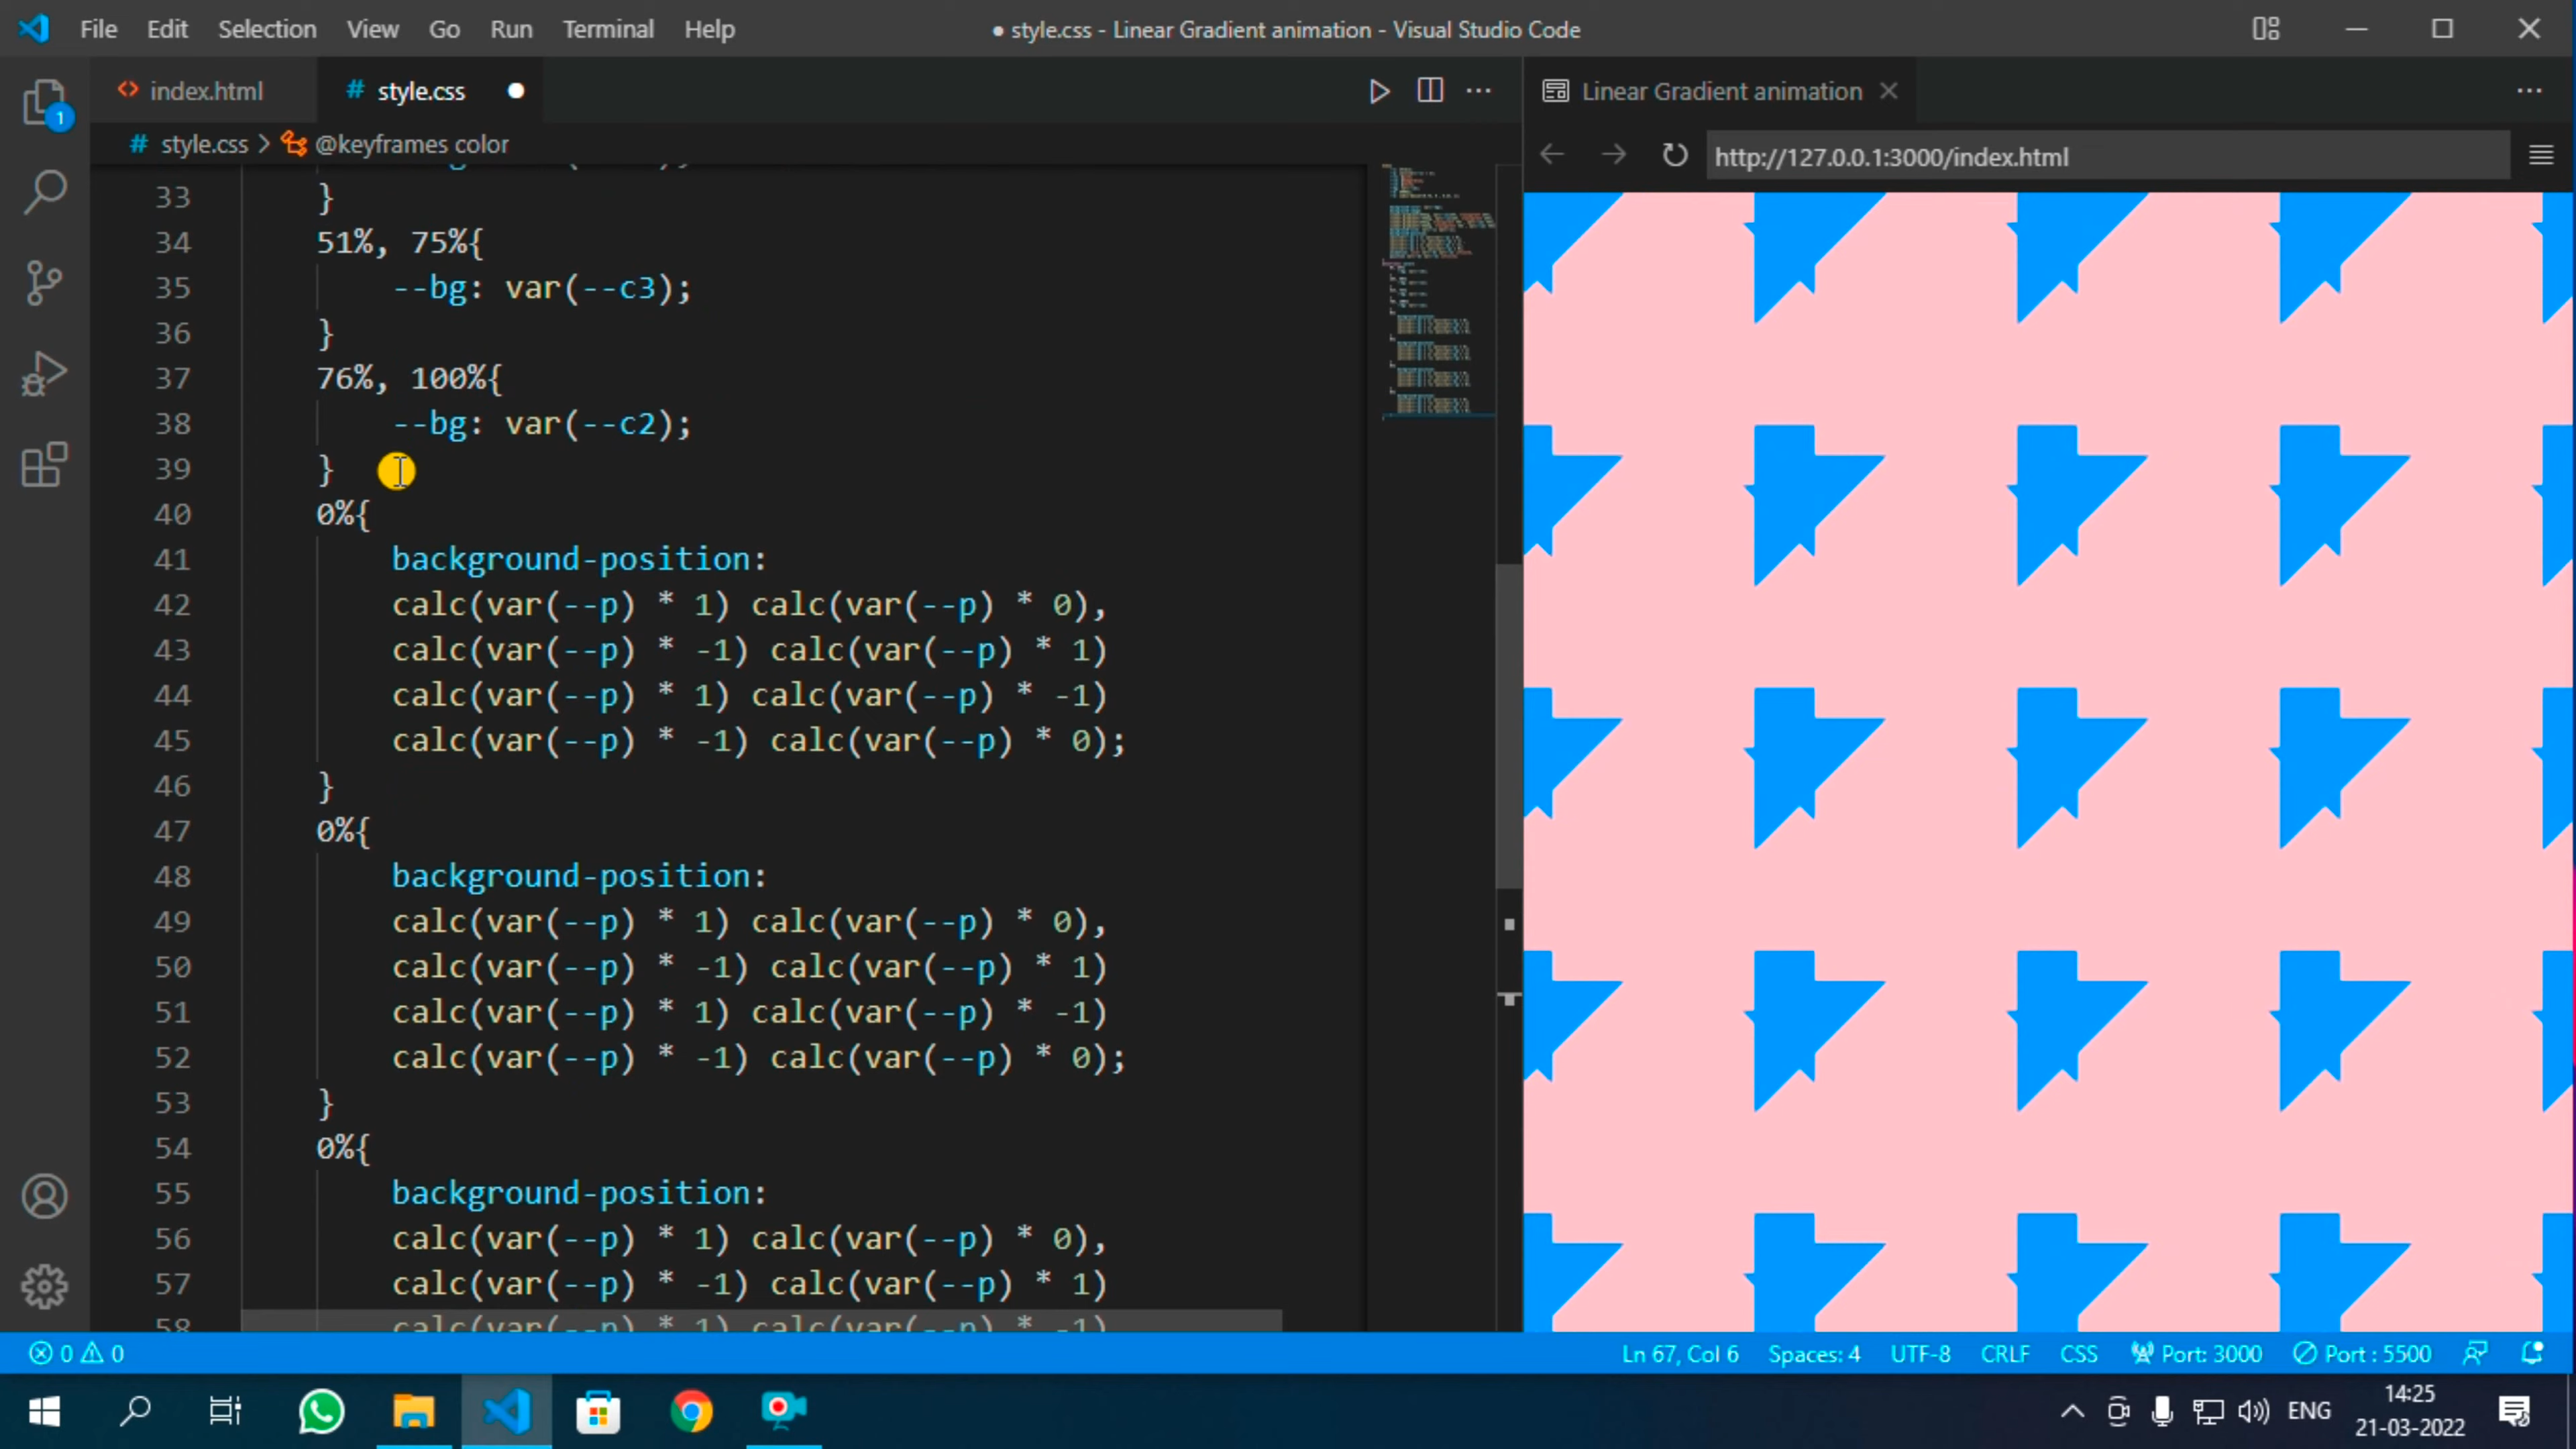 File Edit Selection View Go Run Terminal Help
● style.css - Linear Gradient animation - Visual Studio Code
index.html
# style.css
Linear Gradient animation
# style.css > @keyframes color
http://127.0.0.1:3000/index.html
1
33 }
34 51%, 75%{
35 --bg: var(--c3);
36 }
37 76%, 100%{
38 --bg: var(--c2);
39 }
40 0%{
41 background-position:
42 calc(var(--p) * 1) calc(var(--p) * 0),
43 calc(var(--p) * -1) calc(var(--p) * 1)
44 calc(var(--p) * 1) calc(var(--p) * -1)
45 calc(var(--p) * -1) calc(var(--p) * 0);
46 }
47 0%{
48 background-position:
49 calc(var(--p) * 1) calc(var(--p) * 0),
50 calc(var(--p) * -1) calc(var(--p) * 1)
51 calc(var(--p) * 1) calc(var(--p) * -1)
52 calc(var(--p) * -1) calc(var(--p) * 0);
53 }
54 0%{
55 background-position:
56 calc(var(--p) * 1) calc(var(--p) * 0),
57 calc(var(--p) * -1) calc(var(--p) * 1)
58 calc(var(--p) * 1) calc(var(--p) * -1)
0 0
Ln 67, Col 6 Spaces: 4 UTF-8 CRLF CSS Port: 3000 Port : 5500
ENG
14:25
21-03-2022